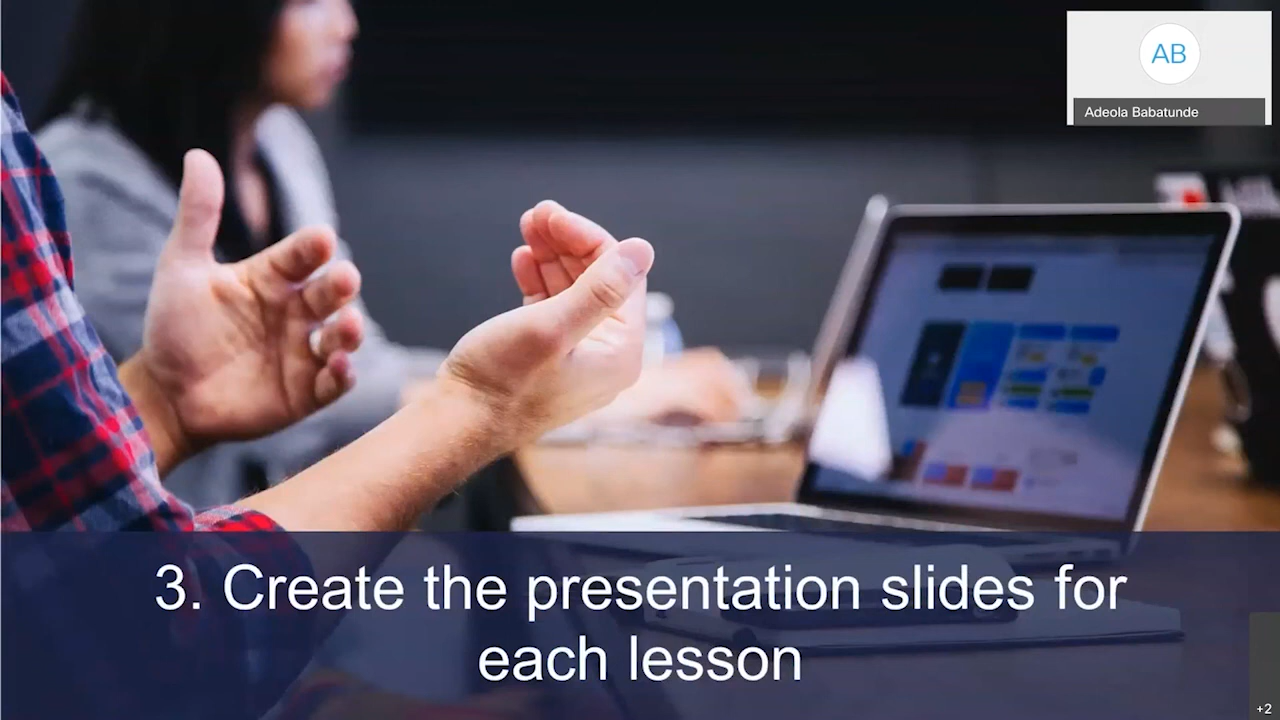 AB
Adeola Babatunde
3. Create the presentation slides for
each lesson
+2